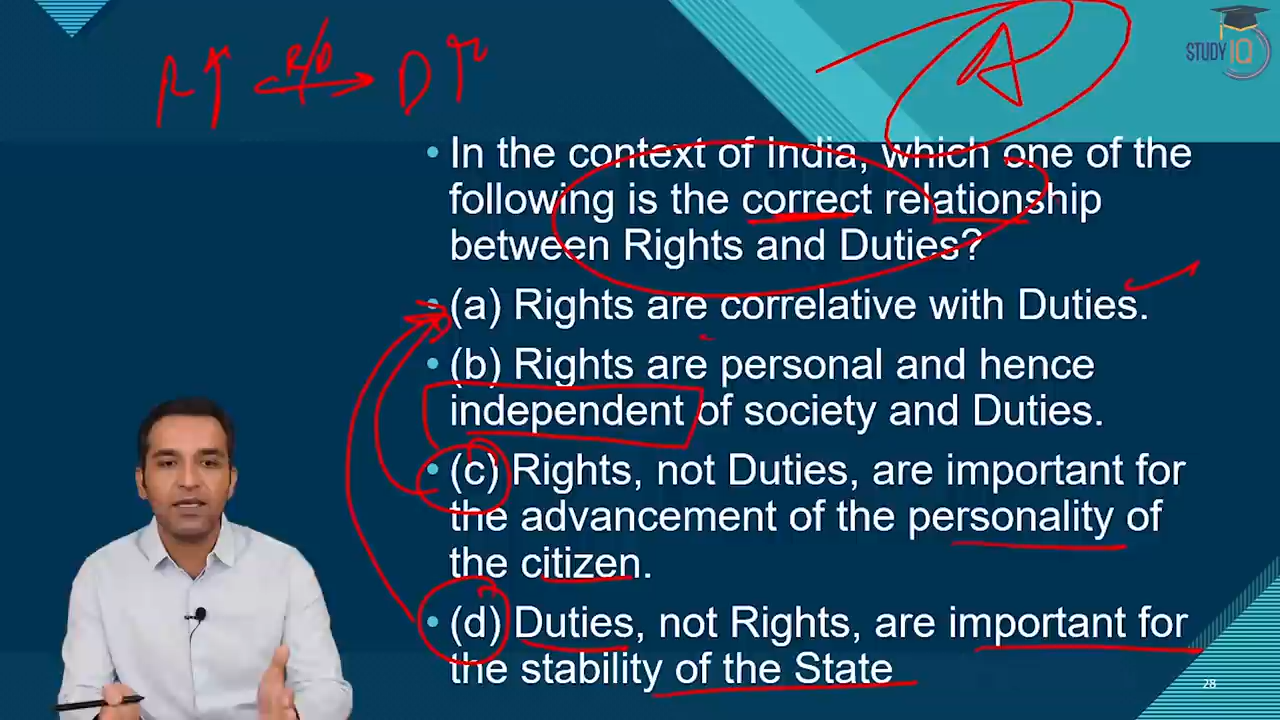 STUDY IQ
R↑ R/D D↑
A
• In the context of India, which one of the
following is the correct relationship
between Rights and Duties?
• (a) Rights are correlative with Duties.
• (b) Rights are personal and hence
independent of society and Duties.
• (c) Rights, not Duties, are important for
the advancement of the personality of
the citizen.
• (d) Duties, not Rights, are important for
the stability of the State
28